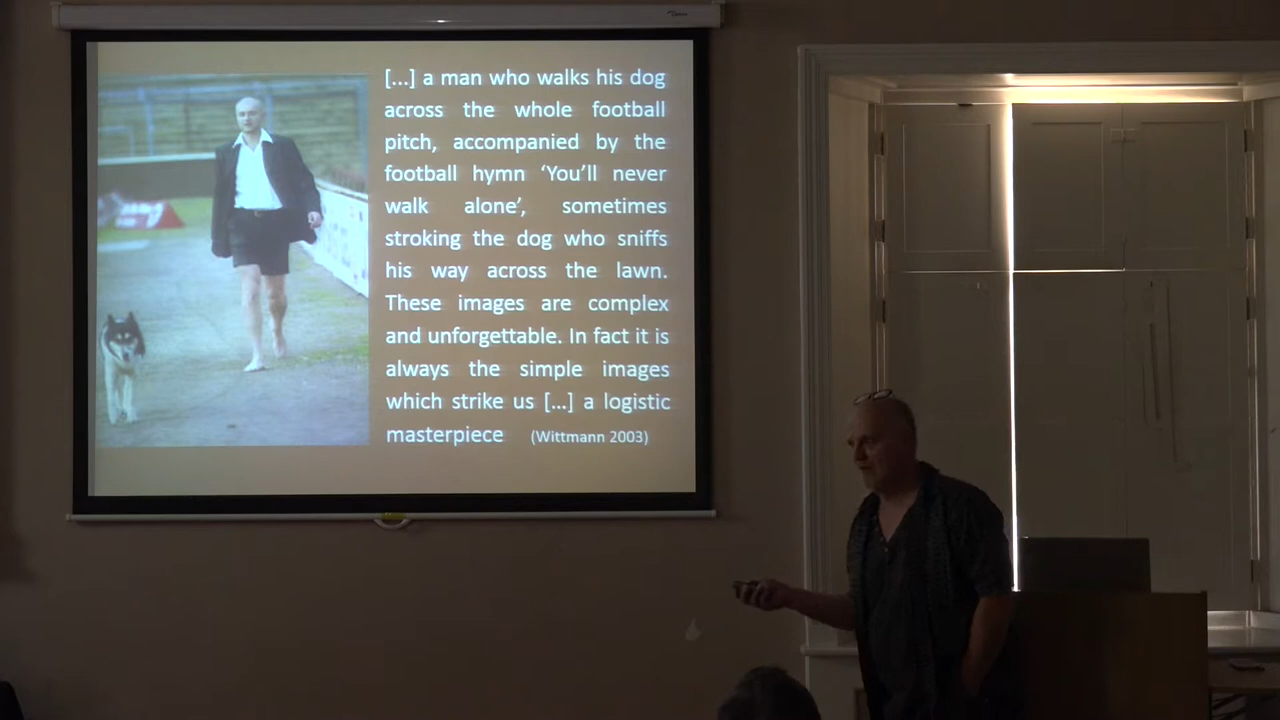 [...] a man who walks his dog
across the whole football
pitch, accompanied by the
football hymn ‘You’ll never
walk alone’, sometimes
stroking the dog who sniffs
his way across the lawn.
These images are complex
and unforgettable. In fact it is
always the simple images
which strike us [...] a logistic
masterpiece (Wittmann 2003)